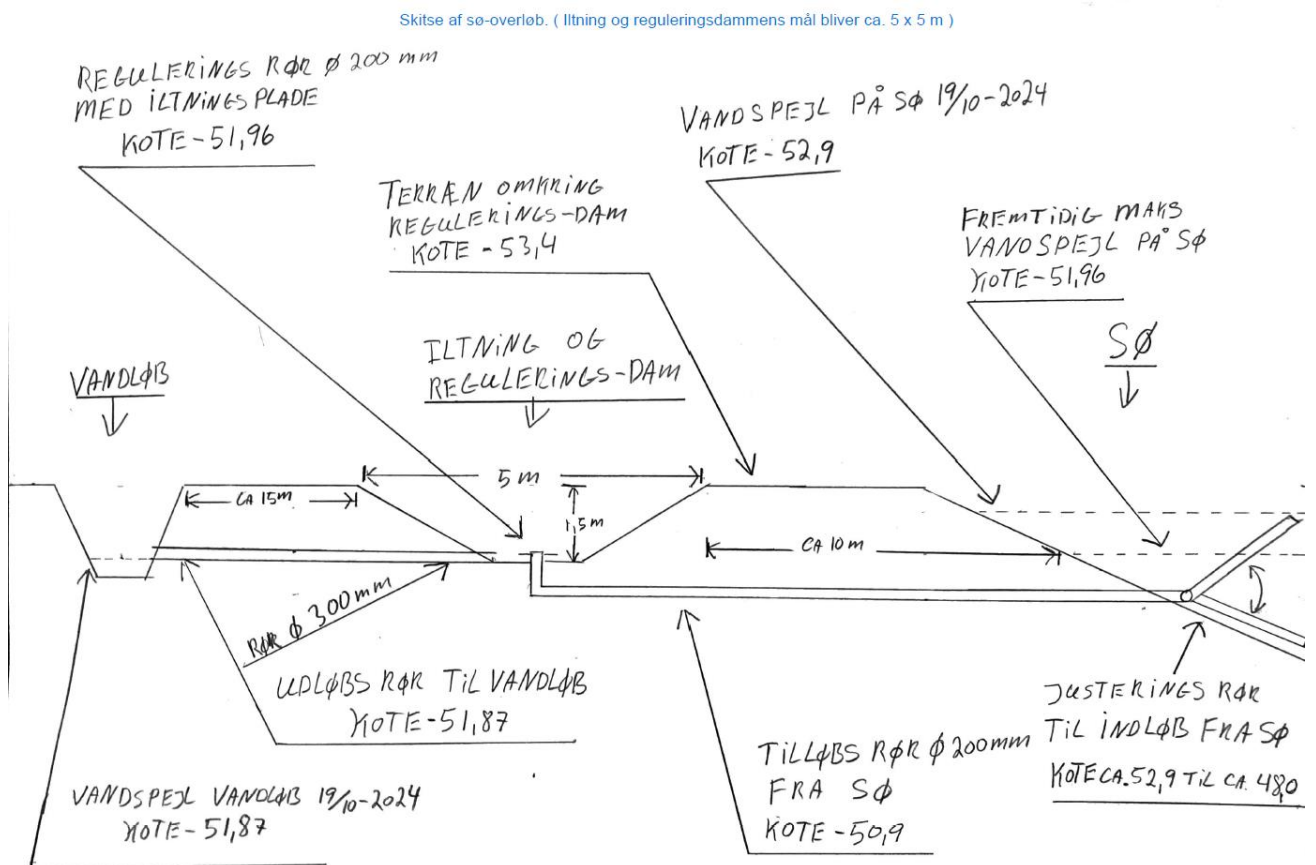 Skitse af sø-overløb. ( Iltning og reguleringsdammens mål bliver ca. 5 x 5 m )
REGULERINGS RØR Ø 200 mm
MED ILTNINGSPLADE
KOTE - 51,96
VANDSPEJL PÅ SØ 19/10-2024
KOTE - 52,9
TERRÆN OMKRING
REGULERINGS-DAM
KOTE - 53,4
FREMTIDIG MAKS
VANDSPEJL PÅ SØ
KOTE - 51,96
SØ
ILTNING OG
REGULERINGS-DAM
VANDLØB
5 m
CA 15 m
1,5 m
CA 10 m
RØR Ø 300 mm
UDLØBS RØR TIL VANDLØB
KOTE - 51,87
JUSTERINGS RØR
TIL INDLØB FRA SØ
KOTE CA. 52,9 TIL CA. 48,0
TILLØBS RØR Ø 200 mm
FRA SØ
KOTE - 50,9
VANDSPEJL VANDLØB 19/10-2024
KOTE - 51,87